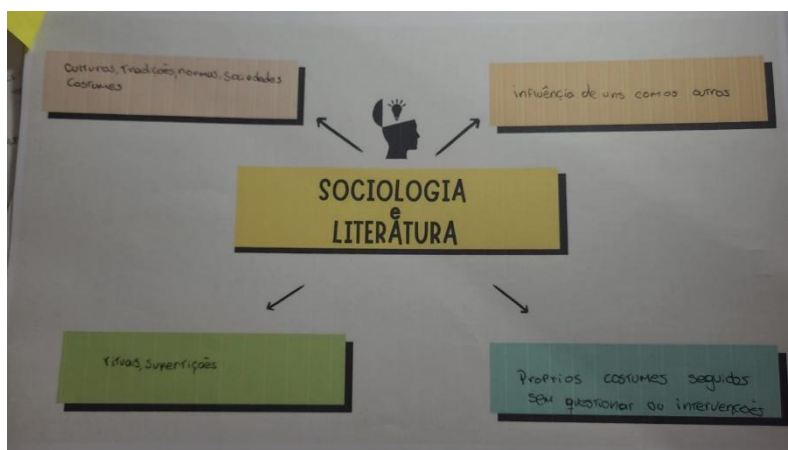 Culturas, Tradições, normas, sociedades
Costumes
influência de uns com os outros
SOCIOLOGIA
e
LITERATURA
rituais, superstições
Proprios costumes seguidos
sem questionar ou intervenções